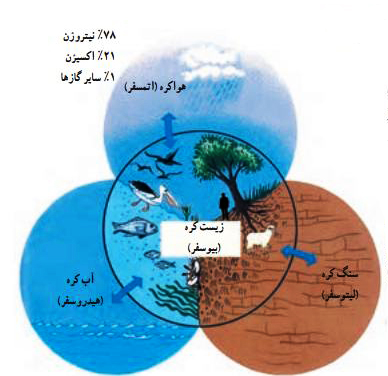 ۷۸٪ نیتروژن
۲۱٪ اکسیژن
۱٪ سایر گازها
هواکره (اتمسفر)
زیست کره
(بیوسفر)
سنگ کره
(لیتوسفر)
آب کره
(هیدروسفر)